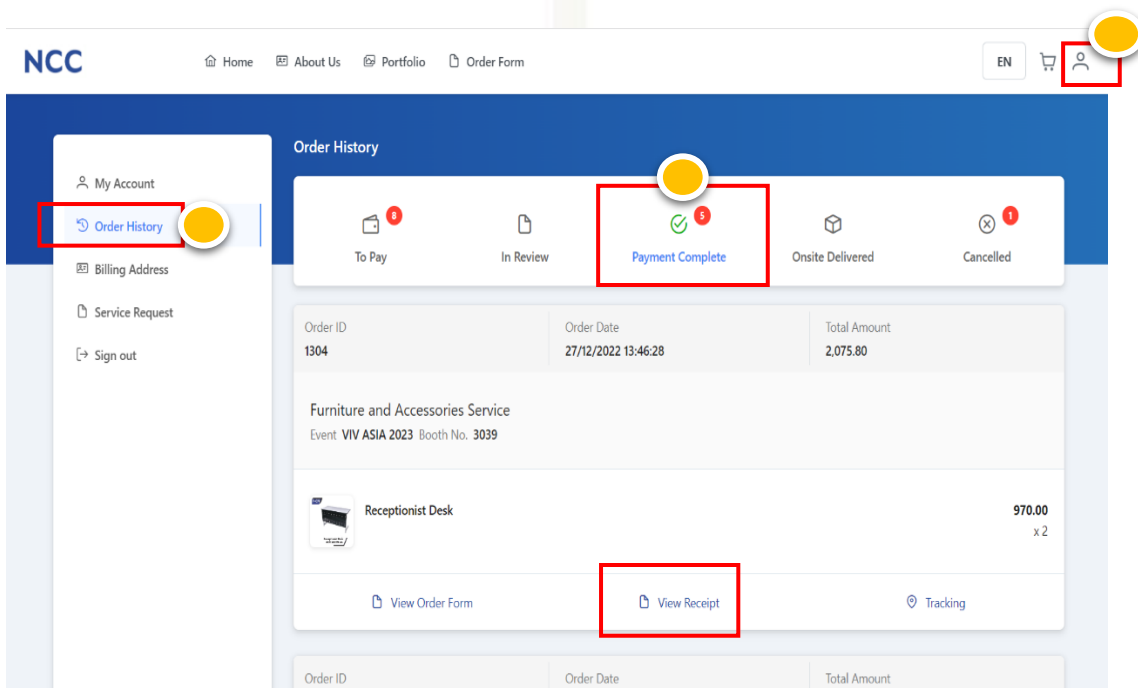 NCC
Home About Us Portfolio Order Form EN
Order History
My Account
Order History
Billing Address
Service Request
Sign out
8 5 1
To Pay In Review Payment Complete Onsite Delivered Cancelled
Order ID Order Date Total Amount
1304 27/12/2022 13:46:28 2,075.80
Furniture and Accessories Service
Event VIV ASIA 2023 Booth No. 3039
Receptionist Desk 970.00
x 2
View Order Form View Receipt Tracking
Order ID Order Date Total Amount